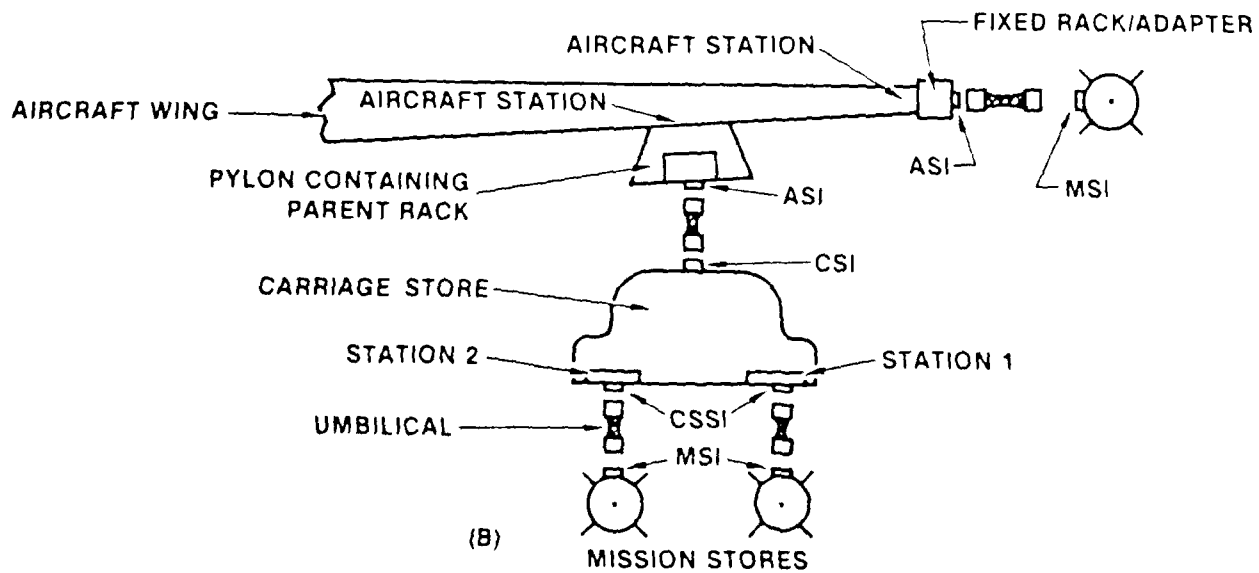 FIXED RACK/ADAPTER
AIRCRAFT STATION
AIRCRAFT STATION
AIRCRAFT WING
ASI
MSI
PYLON CONTAINING
PARENT RACK
ASI
CSI
CARRIAGE STORE
STATION 2
STATION 1
CSSI
UMBILICAL
MSI
(B)
MISSION STORES